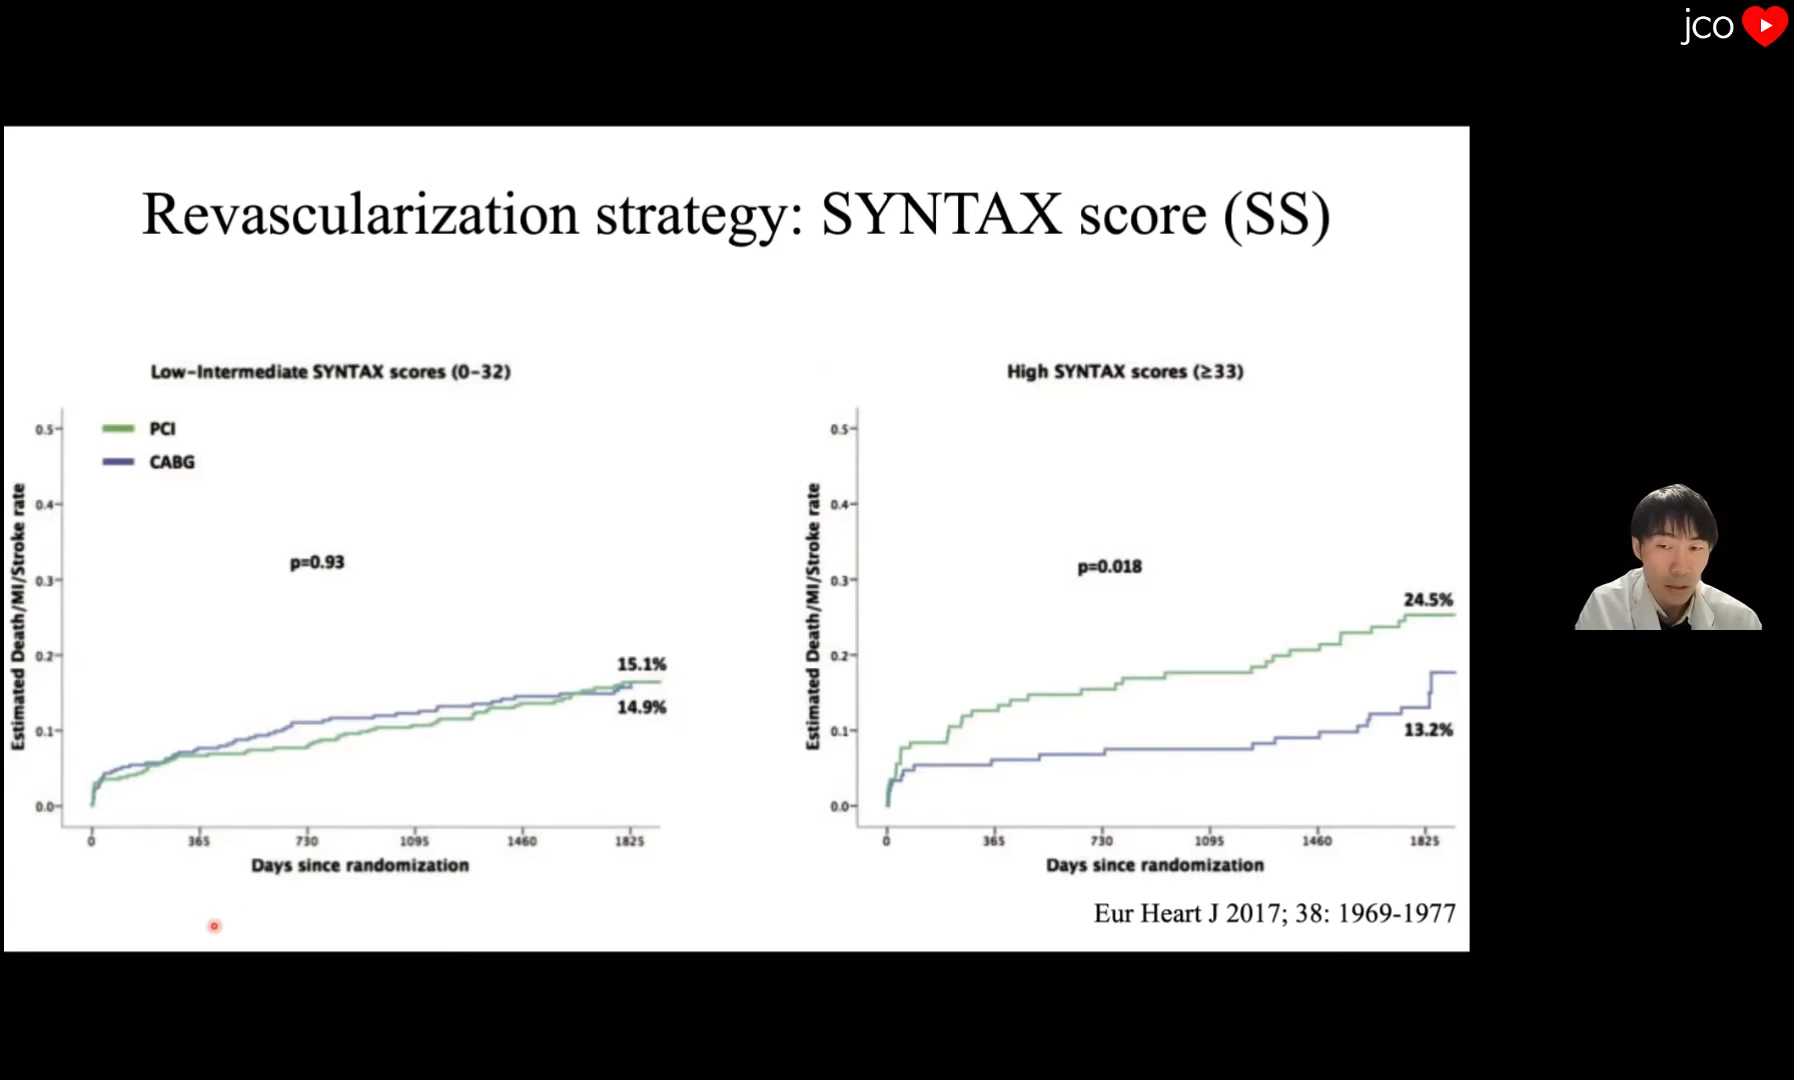 jco
Revascularization strategy: SYNTAX score (SS)
Low-Intermediate SYNTAX scores (0-32)
PCI
CABG
p=0.93
15.1%
14.9%
Estimated Death/MI/Stroke rate
0.5
0.4
0.3
0.2
0.1
0.0
0
365
730
1095
1460
1825
Days since randomization
High SYNTAX scores (≥33)
p=0.018
24.5%
13.2%
Estimated Death/MI/Stroke rate
0.5
0.4
0.3
0.2
0.1
0.0
0
365
730
1095
1460
1825
Days since randomization
Eur Heart J 2017; 38: 1969-1977